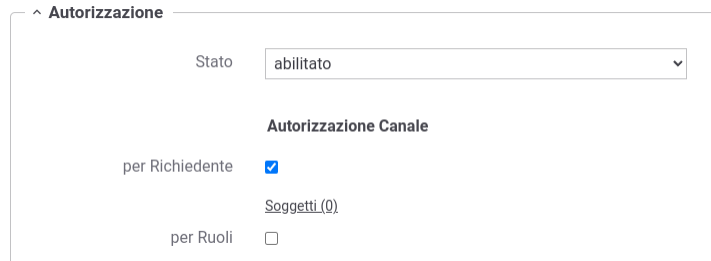 Autorizzazione
Stato abilitato
Autorizzazione Canale
per Richiedente
Soggetti (0)
per Ruoli